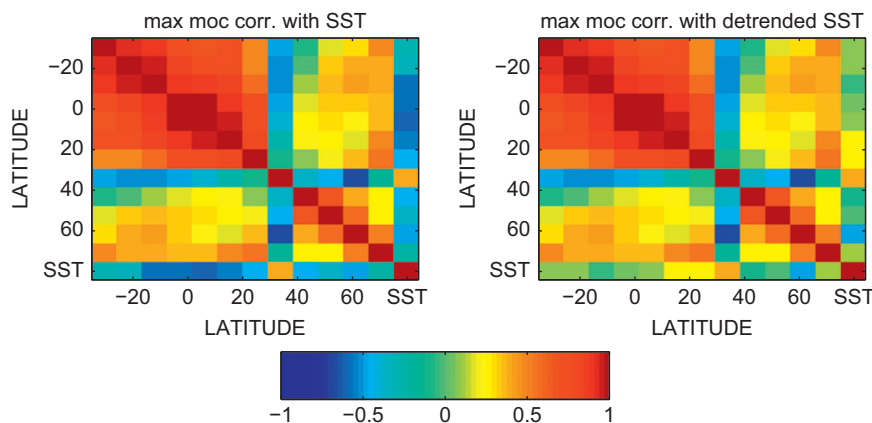 max moc corr. with SST
LATITUDE
−20
0
20
40
60
SST
−20 0 20 40 60 SST
LATITUDE
max moc corr. with detrended SST
LATITUDE
−20
0
20
40
60
SST
−20 0 20 40 60 SST
LATITUDE
−1 −0.5 0 0.5 1